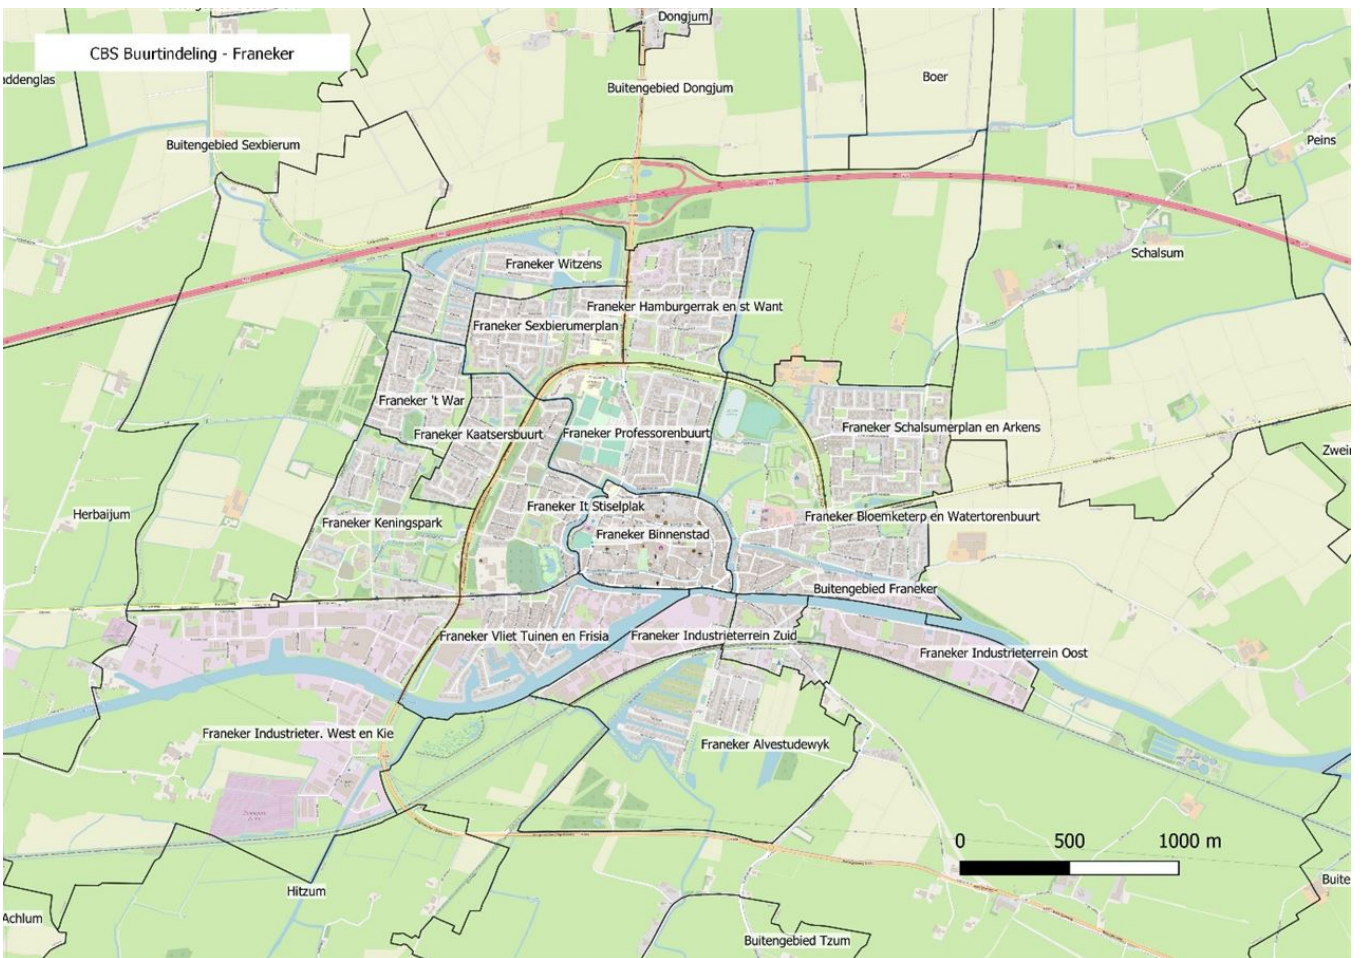 Dongjum
CBS Buurtindeling - Franeker
addenglas
Boer
Buitengebied Dongjum
Peins
Buitengebied Sexbierum
Schalsum
Franeker Witzens
Franeker Hamburgerrak en st Want
Franeker Sexbierumerplan
Franeker 't War
Franeker Kaatsersbuurt
Franeker Professorenbuurt
Franeker Schalsumerplan en Arkens
Zwein
Herbaijum
Franeker It Stiselplak
Franeker Keningspark
Franeker Bloemketerp en Watertorenbuurt
Franeker Binnenstad
Buitengebied Franeker
Franeker Vliet Tuinen en Frisia
Franeker Industrieterrein Zuid
Franeker Industrieterrein Oost
Franeker Industrieter. West en Kie
Franeker Alvestudewyk
0 500 1000 m
Hitzum
Buite
Achlum
Buitengebied Tzum